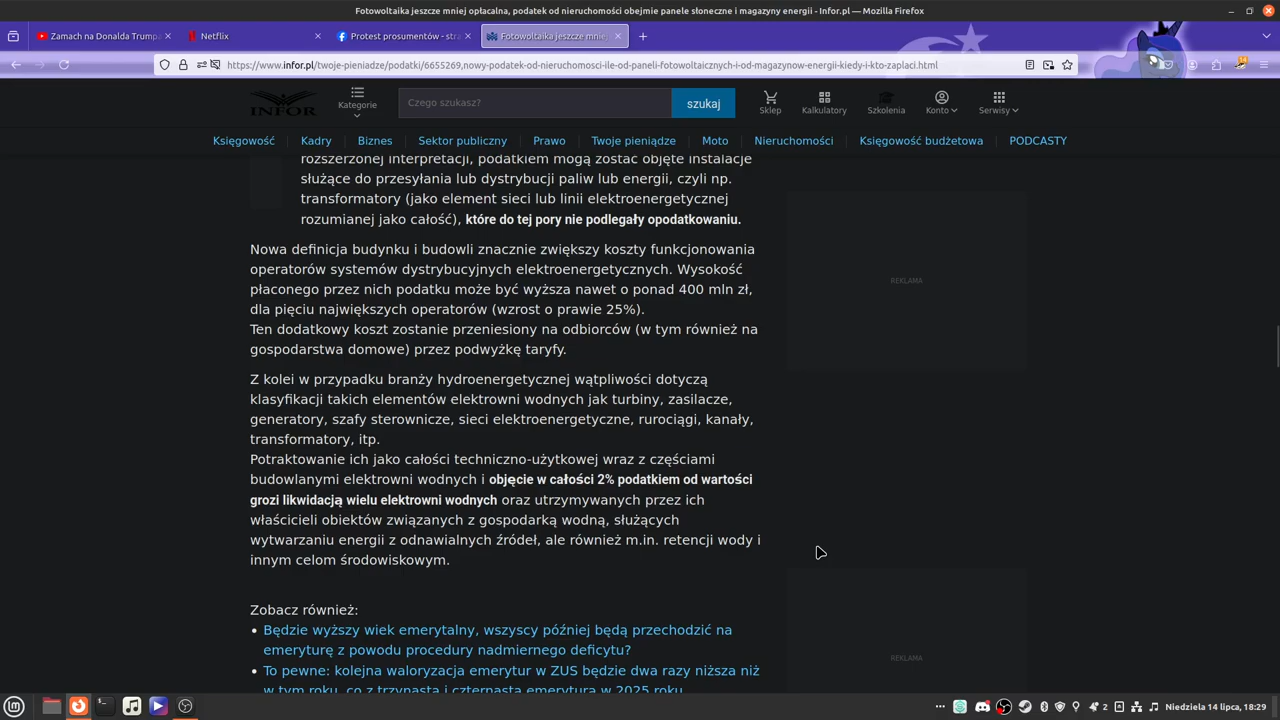 Fotowoltaika jeszcze mniej opłacalna, podatek od nieruchomości obejmie panele słoneczne i magazyny energii - Infor.pl — Mozilla Firefox
Zamach na Donalda Trumpa
Netflix
Protest prosumentów - stra
Fotowoltaika jeszcze mnie
https://www.infor.pl/twoje-pieniadze/podatki/6655269,nowy-podatek-od-nieruchomosci-ile-od-paneli-fotowoltaicznych-i-od-magazynow-energii-kiedy-i-kto-zaplaci.html
INFOR
Kategorie
Czego szukasz?
szukaj
Sklep
Kalkulatory
Szkolenia
Konto
Serwisy
Księgowość
Kadry
Biznes
Sektor publiczny
Prawo
Twoje pieniądze
Moto
Nieruchomości
Księgowość budżetowa
PODCASTY
rozszerzonej interpretacji, podatkiem mogą zostać objęte instalacje
służące do przesyłania lub dystrybucji paliw lub energii, czyli np.
transformatory (jako element sieci lub linii elektroenergetycznej
rozumianej jako całość), które do tej pory nie podlegały opodatkowaniu.
Nowa definicja budynku i budowli znacznie zwiększy koszty funkcjonowania
operatorów systemów dystrybucyjnych elektroenergetycznych. Wysokość
płaconego przez nich podatku może być wyższa nawet o ponad 400 mln zł,
dla pięciu największych operatorów (wzrost o prawie 25%).
Ten dodatkowy koszt zostanie przeniesiony na odbiorców (w tym również na
gospodarstwa domowe) przez podwyżkę taryfy.
Z kolei w przypadku branży hydroenergetycznej wątpliwości dotyczą
klasyfikacji takich elementów elektrowni wodnych jak turbiny, zasilacze,
generatory, szafy sterownicze, sieci elektroenergetyczne, rurociągi, kanały,
transformatory, itp.
Potraktowanie ich jako całości techniczno-użytkowej wraz z częściami
budowlanymi elektrowni wodnych i objęcie w całości 2% podatkiem od wartości
grozi likwidacją wielu elektrowni wodnych oraz utrzymywanych przez ich
właścicieli obiektów związanych z gospodarką wodną, służących
wytwarzaniu energii z odnawialnych źródeł, ale również m.in. retencji wody i
innym celom środowiskowym.
Zobacz również:
• Będzie wyższy wiek emerytalny, wszyscy później będą przechodzić na
emeryturę z powodu procedury nadmiernego deficytu?
• To pewne: kolejna waloryzacja emerytur w ZUS będzie dwa razy niższa niż
w tym roku, co z trzynastą i czternastą emeryturą w 2025 roku
REKLAMA
REKLAMA
2
Niedziela 14 lipca, 18:29